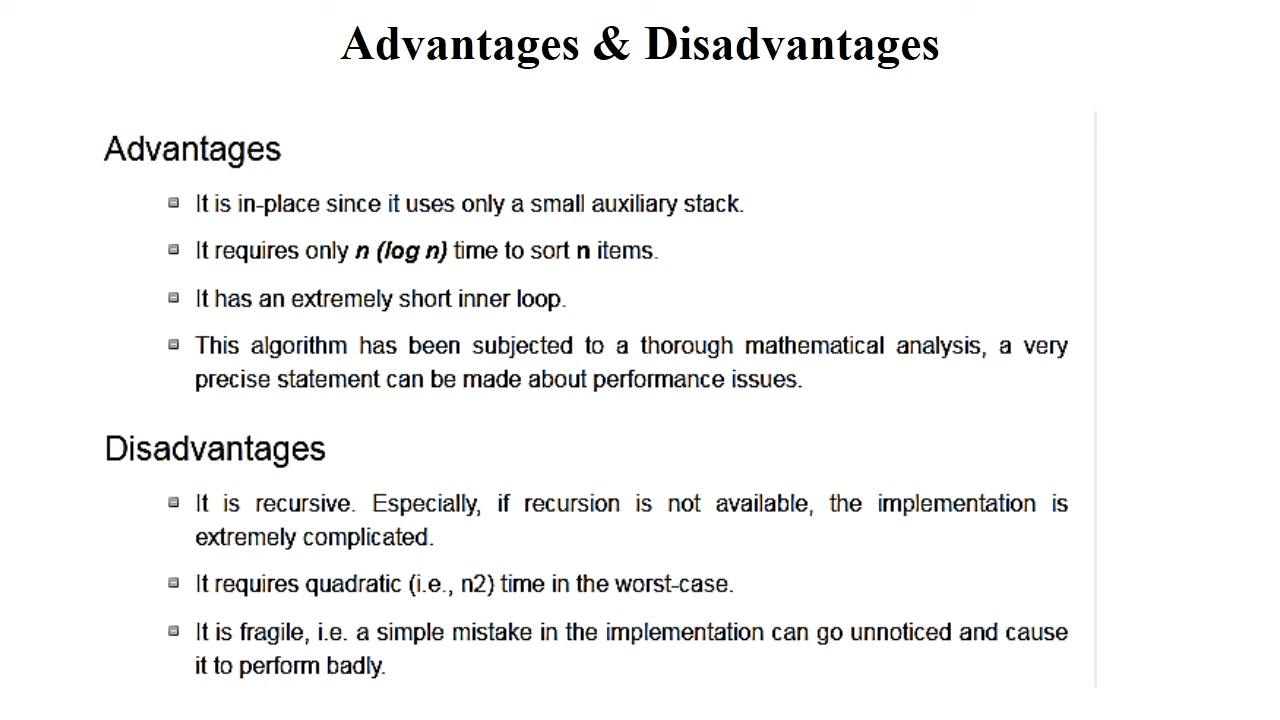 Advantages & Disadvantages
Advantages
It is in-place since it uses only a small auxiliary stack.
It requires only n (log n) time to sort n items.
It has an extremely short inner loop.
This algorithm has been subjected to a thorough mathematical analysis, a very
precise statement can be made about performance issues.
Disadvantages
It is recursive. Especially, if recursion is not available, the implementation is
extremely complicated.
It requires quadratic (i.e., n2) time in the worst-case.
It is fragile, i.e. a simple mistake in the implementation can go unnoticed and cause
it to perform badly.